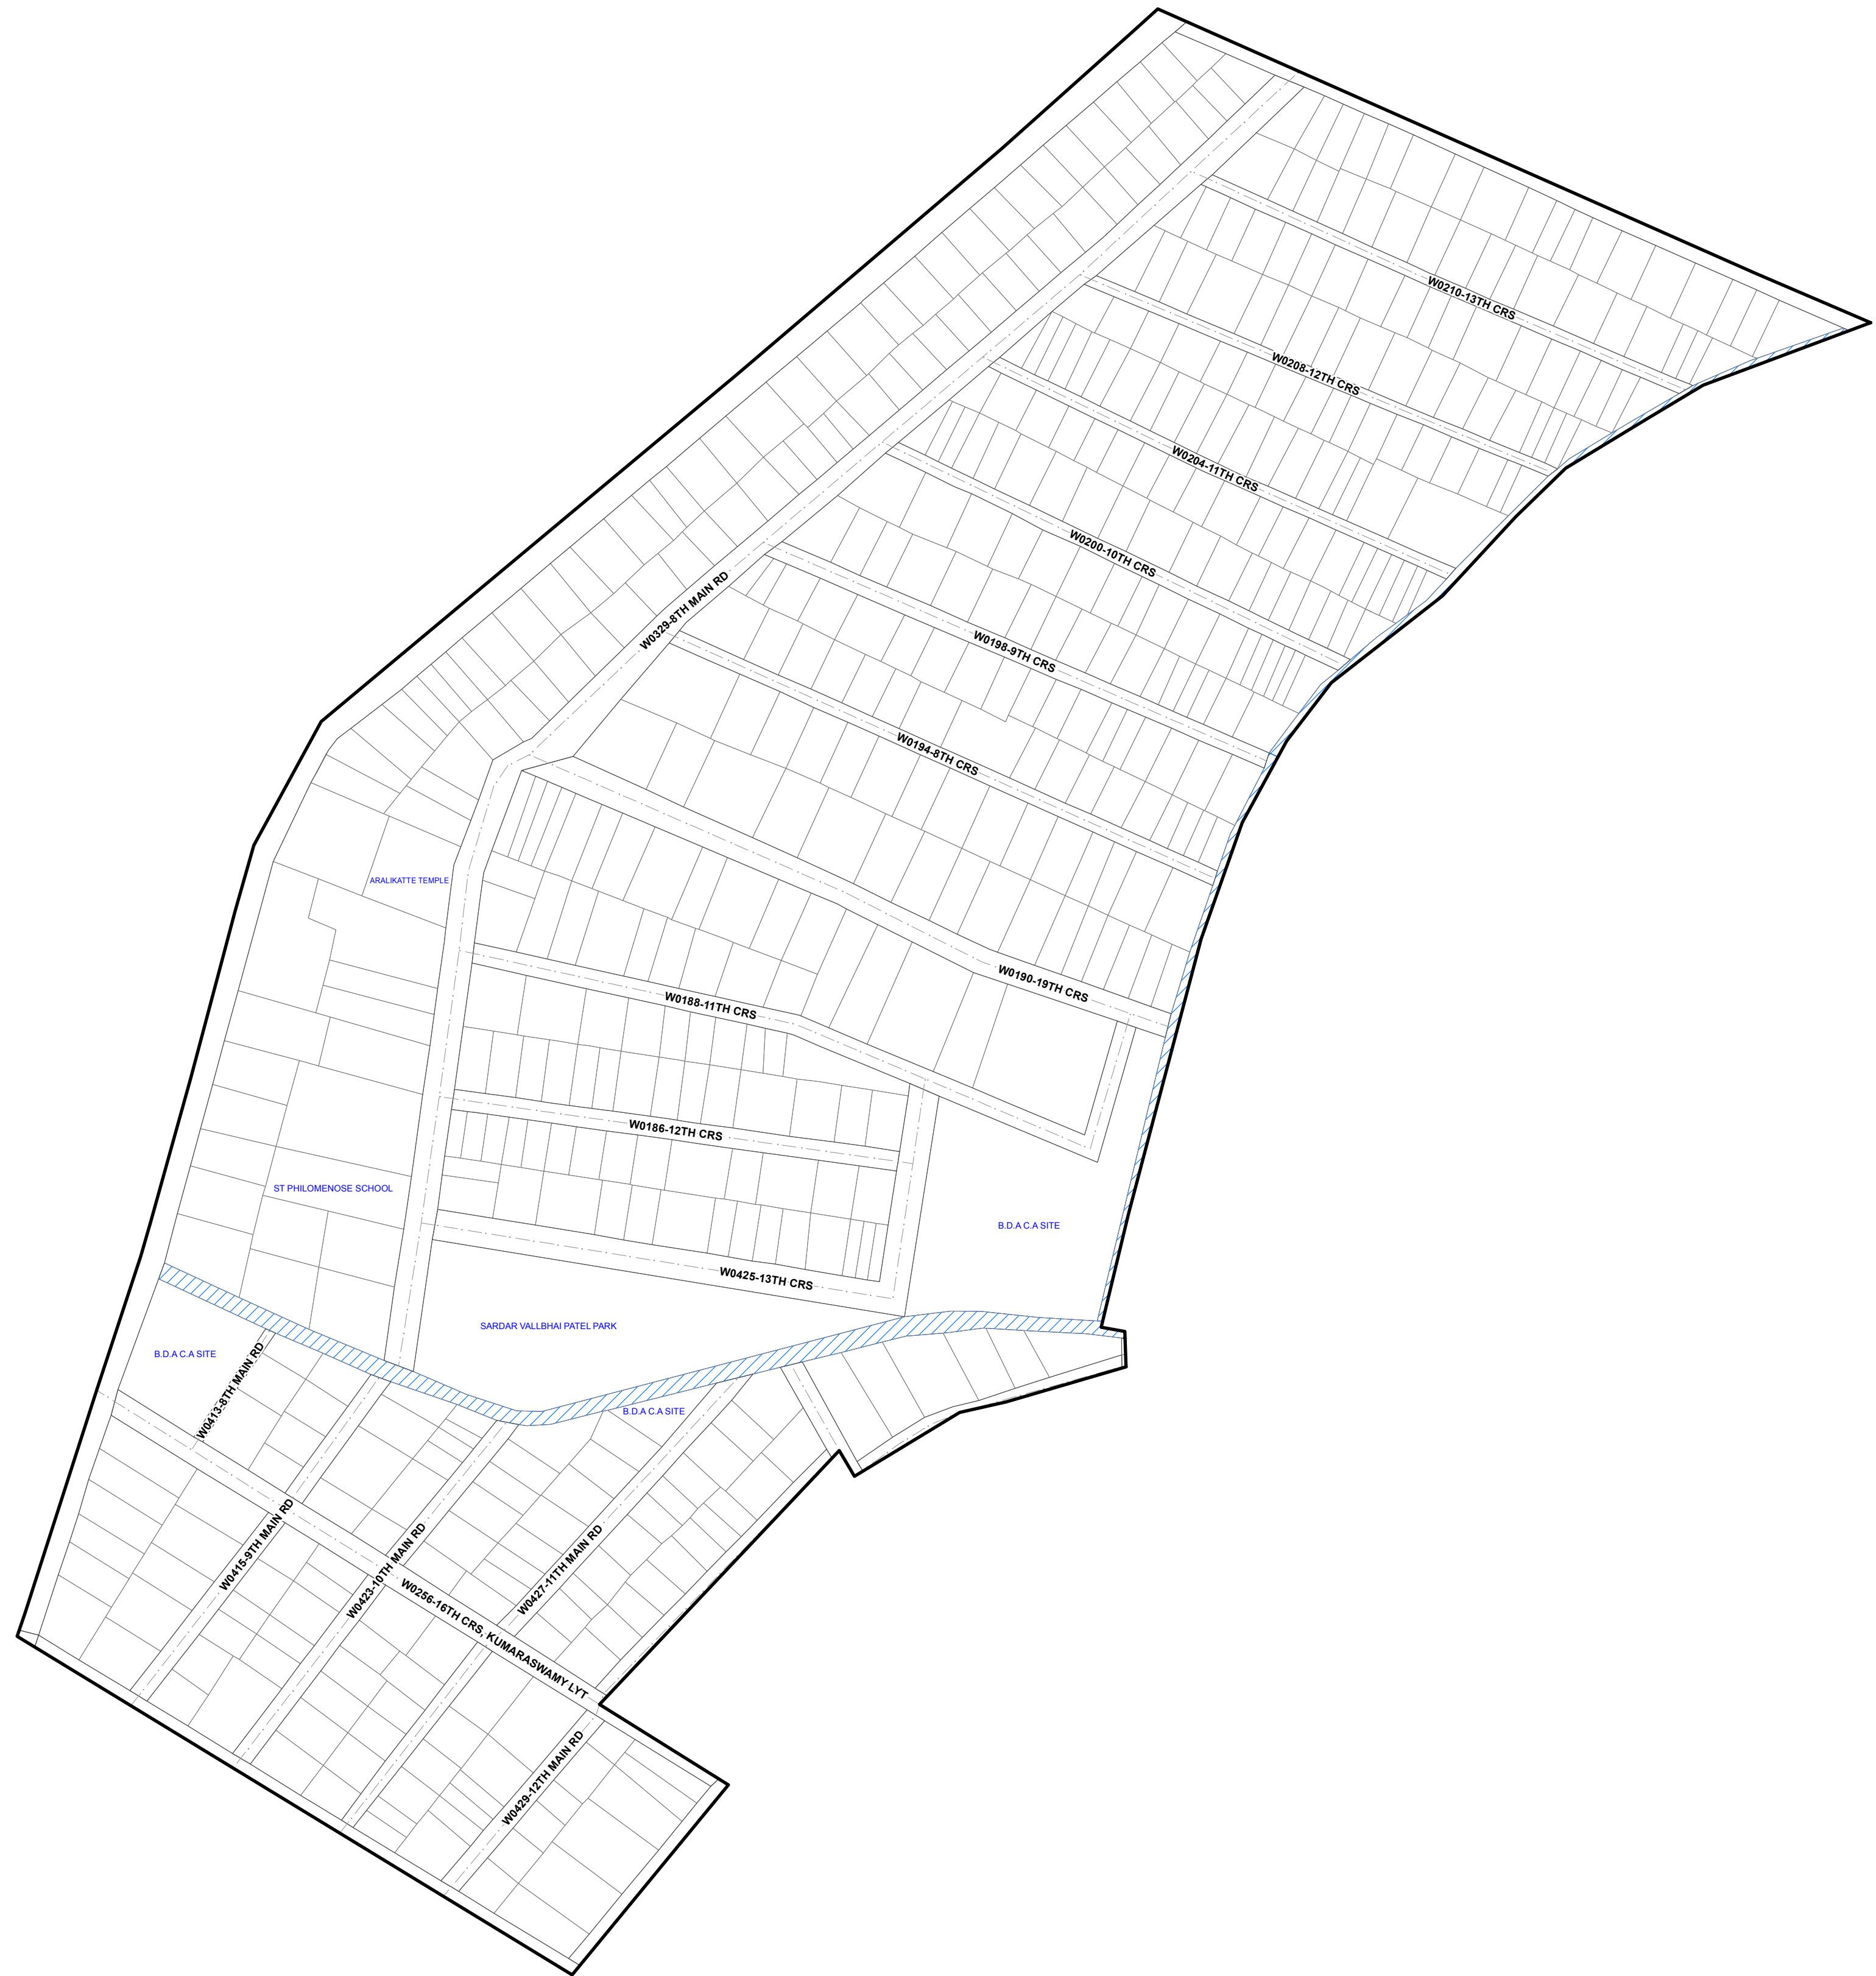 W0210-13TH CRS
W0208-12TH CRS
W0204-11TH CRS
W0200-10TH CRS
W0329-8TH MAIN RD
W0198-9TH CRS
W0194-8TH CRS
ARALIKATTE TEMPLE
W0190-19TH CRS
W0188-11TH CRS
W0186-12TH CRS
ST PHILOMENOSE SCHOOL
B.D.A C.A SITE
W0425-13TH CRS
SARDAR VALLBHAI PATEL PARK
B.D.A C.A SITE
W0413-8TH MAIN RD
B.D.A C.A SITE
W0415-9TH MAIN RD
W0423-10TH MAIN RD
W0427-11TH MAIN RD
W0256-16TH CRS, KUMARASWAMY LYT
W0429-12TH MAIN RD